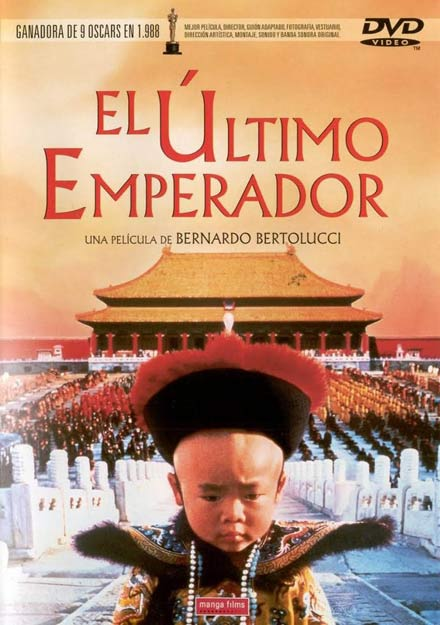 GANADORA DE 9 OSCARS EN 1.988
MEJOR PELÍCULA, DIRECTOR, GUIÓN ADAPTADO, FOTOGRAFÍA, VESTUARIO,
DIRECCIÓN ARTÍSTICA, MONTAJE, SONIDO Y BANDA SONORA ORIGINAL.
DVD
VIDEO
TM
EL ÚLTIMO
EMPERADOR
UNA PELÍCULA DE BERNARDO BERTOLUCCI
manga films